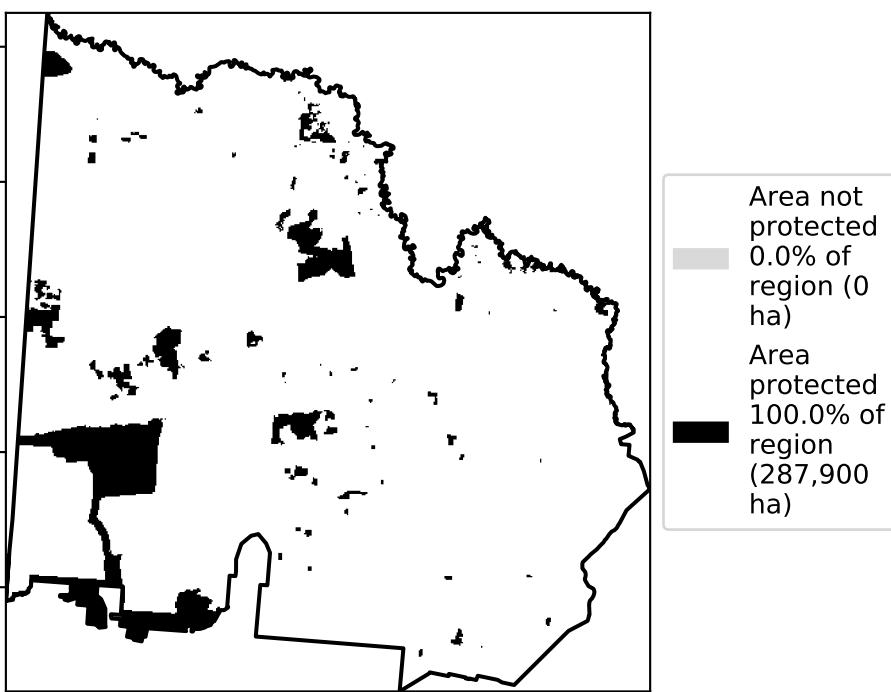 Area not
protected
0.0% of
region (0
ha)
Area
protected
100.0% of
region
(287,900
ha)